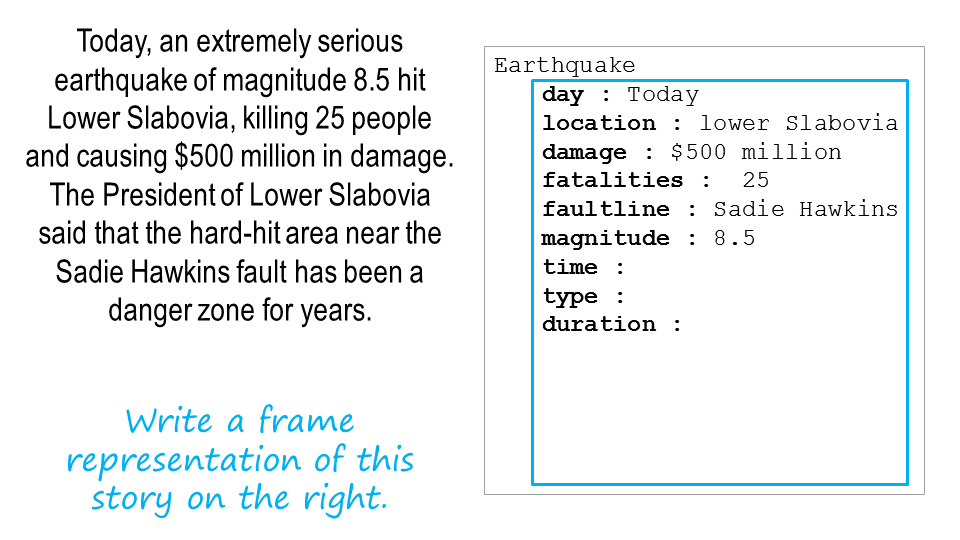 Today, an extremely serious
earthquake of magnitude 8.5 hit
Lower Slabovia, killing 25 people
and causing $500 million in damage.
The President of Lower Slabovia
said that the hard-hit area near the
Sadie Hawkins fault has been a
danger zone for years.
Write a frame
representation of this
story on the right.
Earthquake
day : Today
location : lower Slabovia
damage : $500 million
fatalities : 25
faultline : Sadie Hawkins
magnitude : 8.5
time :
type :
duration :